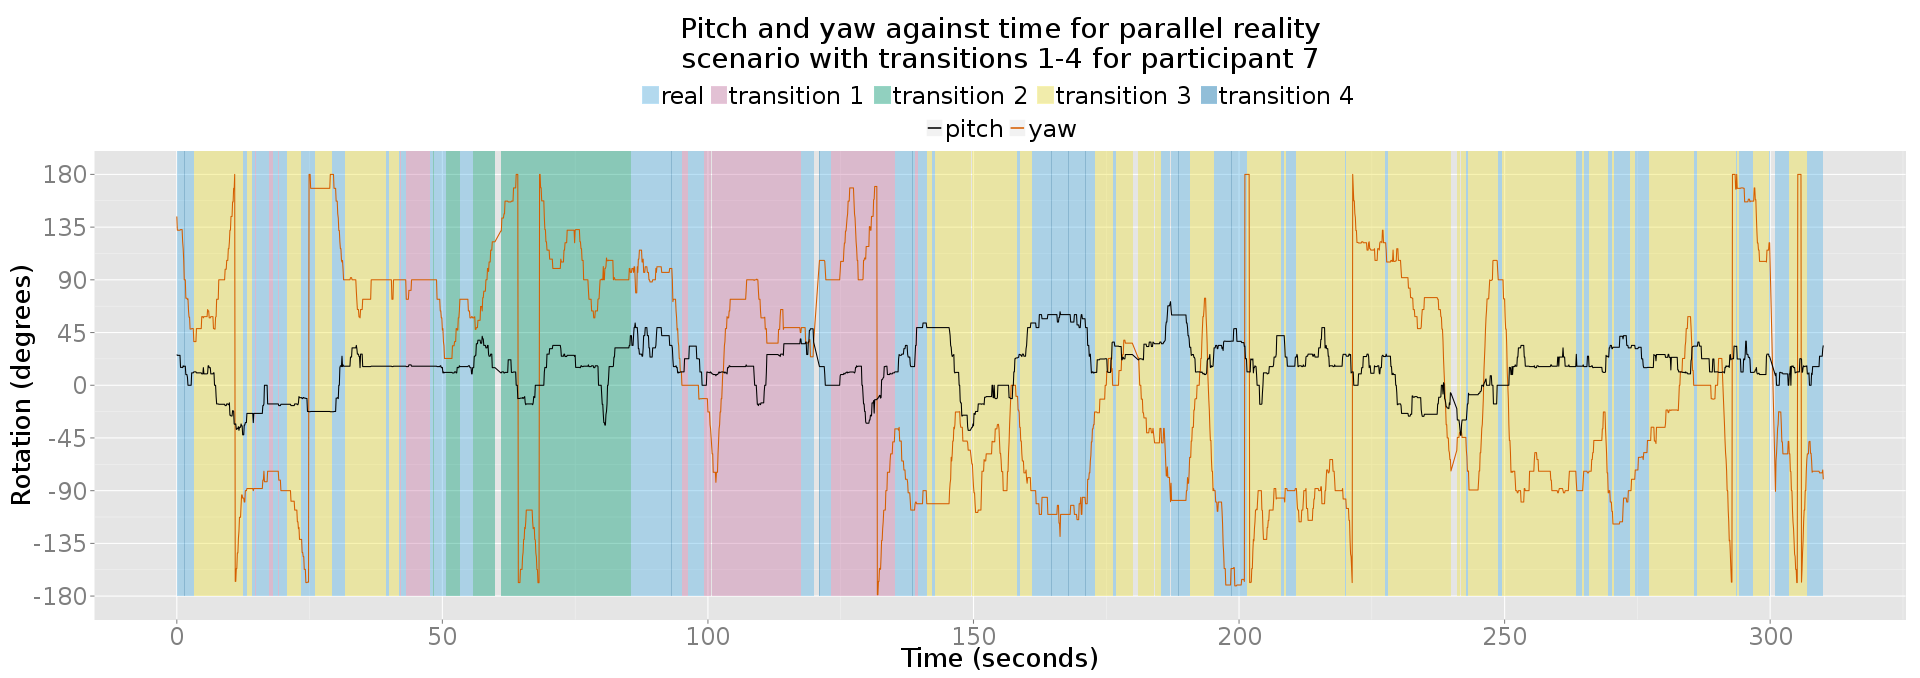 Pitch and yaw against time for parallel reality
scenario with transitions 1-4 for participant 7
real transition 1 transition 2 transition 3 transition 4
pitch yaw
Rotation (degrees)
180
135
90
45
0
-45
-90
-135
-180
0 50 100 150 200 250 300
Time (seconds)